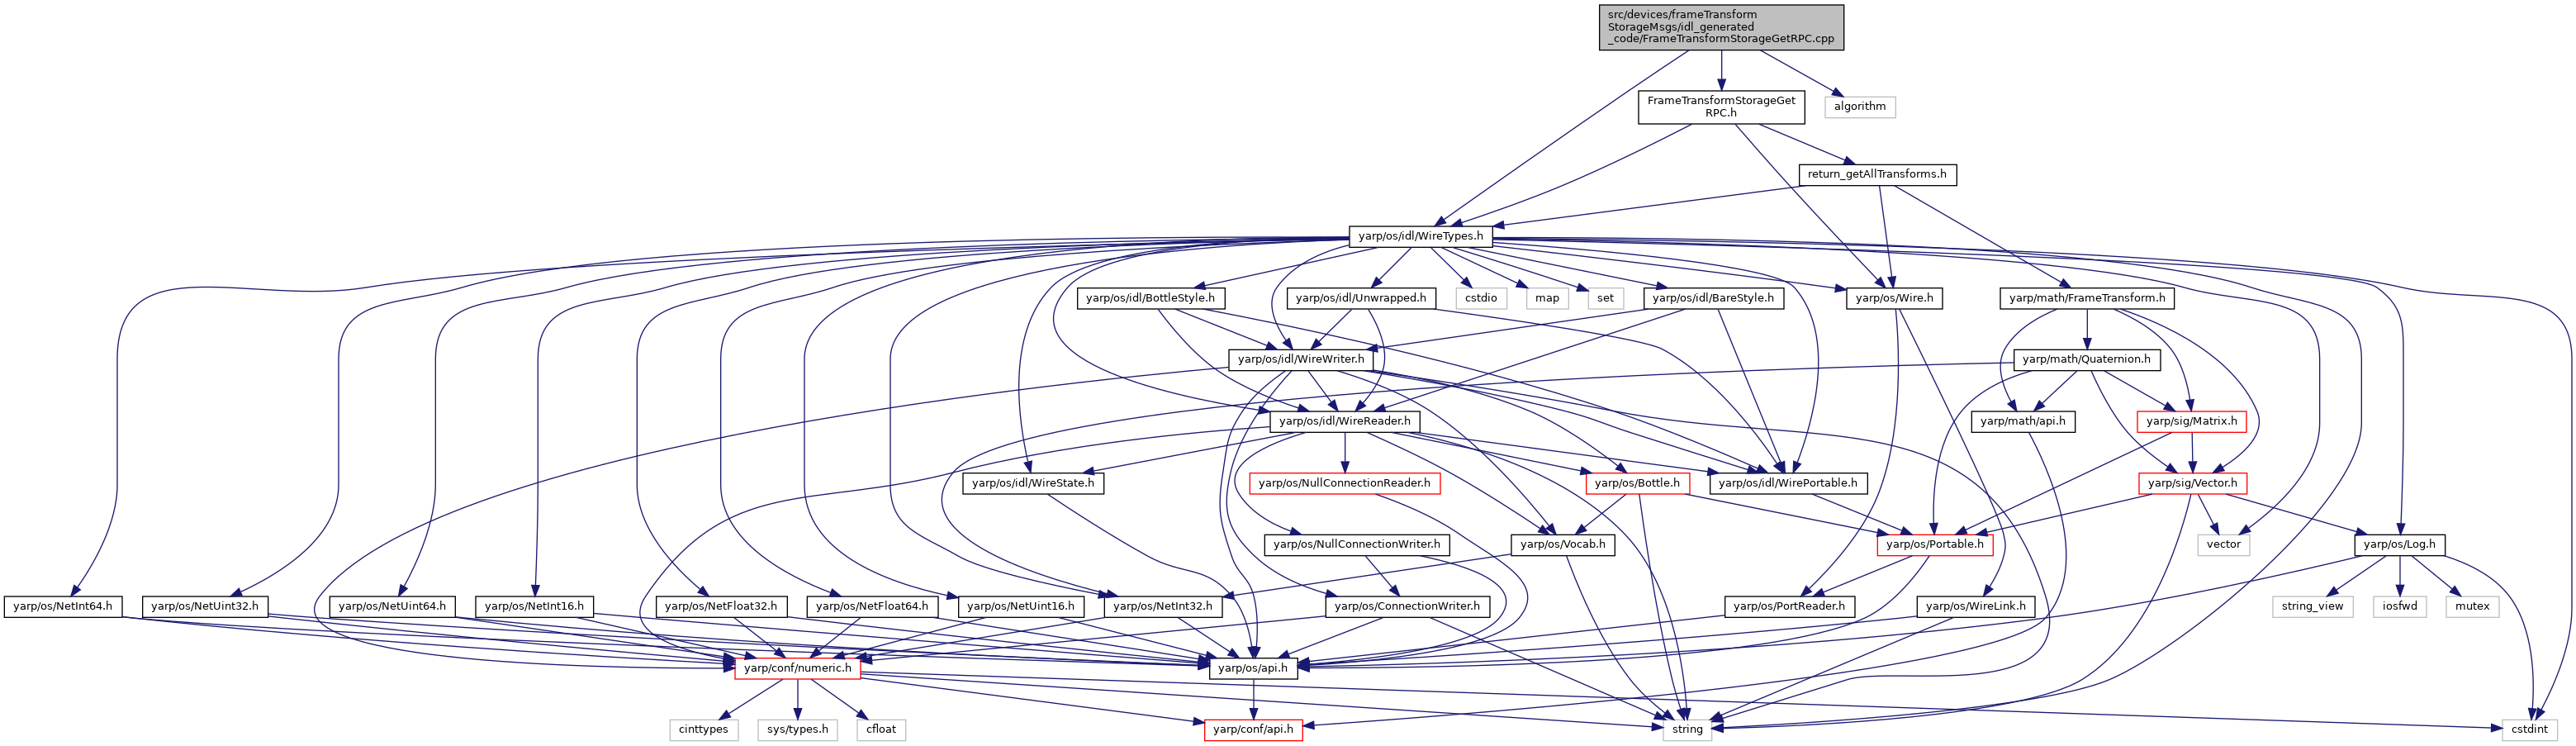 src/devices/frameTransform
StorageMsgs/idl_generated
_code/FrameTransformStorageGetRPC.cpp
FrameTransformStorageGet
RPC.h
algorithm
return_getAllTransforms.h
yarp/os/idl/WireTypes.h
yarp/os/idl/BottleStyle.h
yarp/os/idl/Unwrapped.h
cstdio
map
set
yarp/os/idl/BareStyle.h
yarp/os/Wire.h
yarp/math/FrameTransform.h
yarp/os/idl/WireWriter.h
yarp/math/Quaternion.h
yarp/os/idl/WireReader.h
yarp/math/api.h
yarp/sig/Matrix.h
yarp/os/idl/WireState.h
yarp/os/NullConnectionReader.h
yarp/os/Bottle.h
yarp/os/idl/WirePortable.h
yarp/sig/Vector.h
yarp/os/NullConnectionWriter.h
yarp/os/Vocab.h
yarp/os/Portable.h
vector
yarp/os/Log.h
yarp/os/NetInt64.h
yarp/os/NetUint32.h
yarp/os/NetUint64.h
yarp/os/NetInt16.h
yarp/os/NetFloat32.h
yarp/os/NetFloat64.h
yarp/os/NetUint16.h
yarp/os/NetInt32.h
yarp/os/ConnectionWriter.h
yarp/os/PortReader.h
yarp/os/WireLink.h
string_view
iosfwd
mutex
yarp/conf/numeric.h
yarp/os/api.h
cinttypes
sys/types.h
cfloat
yarp/conf/api.h
string
cstdint